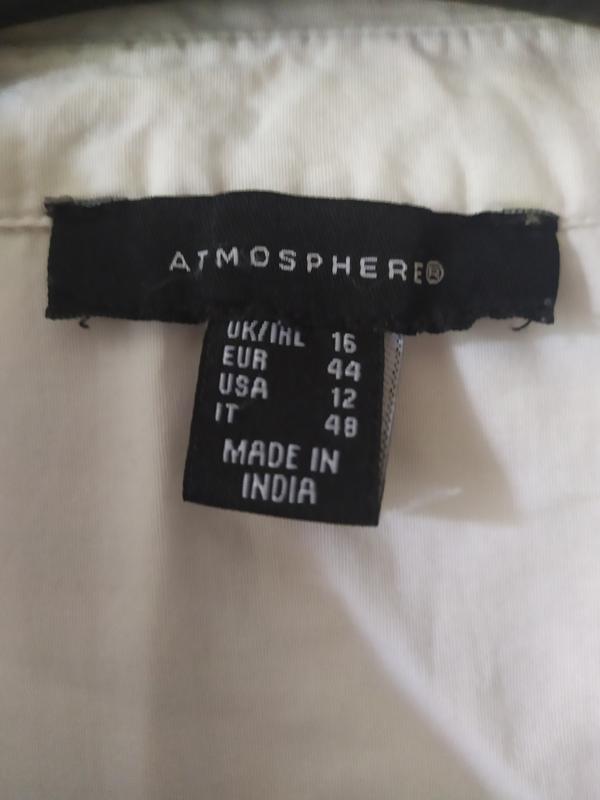 ATMOSPHERE®
UK/IRL 16
EUR 44
USA 12
IT 48
MADE IN
INDIA